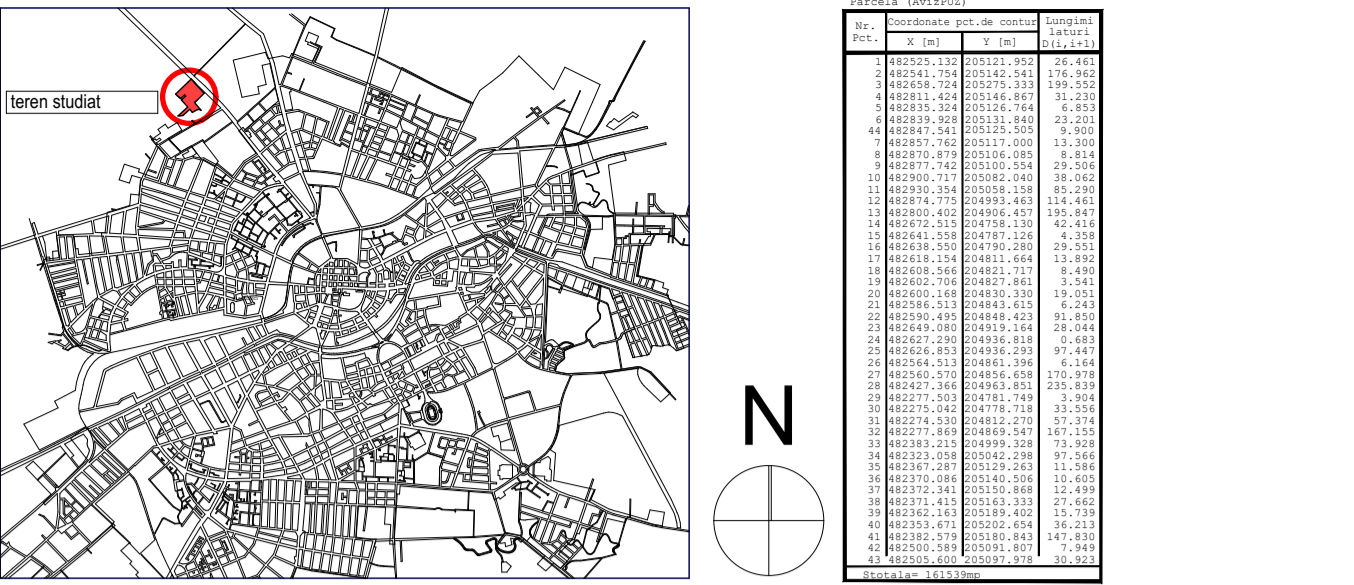 Parcela (AvizPUZ)
teren studiat
N
Nr. Pct. Coordonate pct.de contur Lungimi laturi D(i,i+1)
X [m] Y [m]
1 482525.132 205121.952 26.461
2 482541.754 205142.541 176.962
3 482658.724 205275.333 199.552
4 482811.424 205146.867 31.230
5 482835.324 205126.764 6.853
6 482839.928 205131.840 23.201
44 482847.541 205125.505 9.900
7 482857.762 205117.000 13.300
8 482870.879 205106.085 8.814
9 482877.742 205100.554 29.506
10 482900.717 205082.040 38.062
11 482930.354 205058.158 85.290
12 482874.775 204993.463 114.461
13 482800.402 204906.457 195.847
14 482672.515 204758.130 42.416
15 482641.558 204787.126 4.358
16 482638.550 204790.280 29.551
17 482618.154 204811.664 13.892
18 482608.566 204821.717 8.490
19 482602.706 204827.861 3.541
20 482600.168 204830.330 19.051
21 482586.513 204843.615 6.243
22 482590.495 204848.423 91.850
23 482649.080 204919.164 28.044
24 482627.290 204936.818 0.683
25 482626.853 204936.293 97.447
26 482564.513 204861.396 6.164
27 482560.570 204856.658 170.978
28 482427.366 204963.851 235.839
29 482277.503 204781.749 3.904
30 482275.042 204778.718 33.556
31 482274.530 204812.270 57.374
32 482277.869 204869.547 167.155
33 482383.215 204999.328 73.928
34 482323.058 205042.298 97.566
35 482367.287 205129.263 11.586
36 482370.086 205140.506 10.605
37 482372.341 205150.868 12.499
38 482371.415 205163.333 27.662
39 482362.163 205189.402 15.739
40 482353.671 205202.654 36.213
41 482382.579 205180.843 147.830
42 482500.589 205091.807 7.949
43 482505.600 205097.978 30.923
Stotala= 161539mp